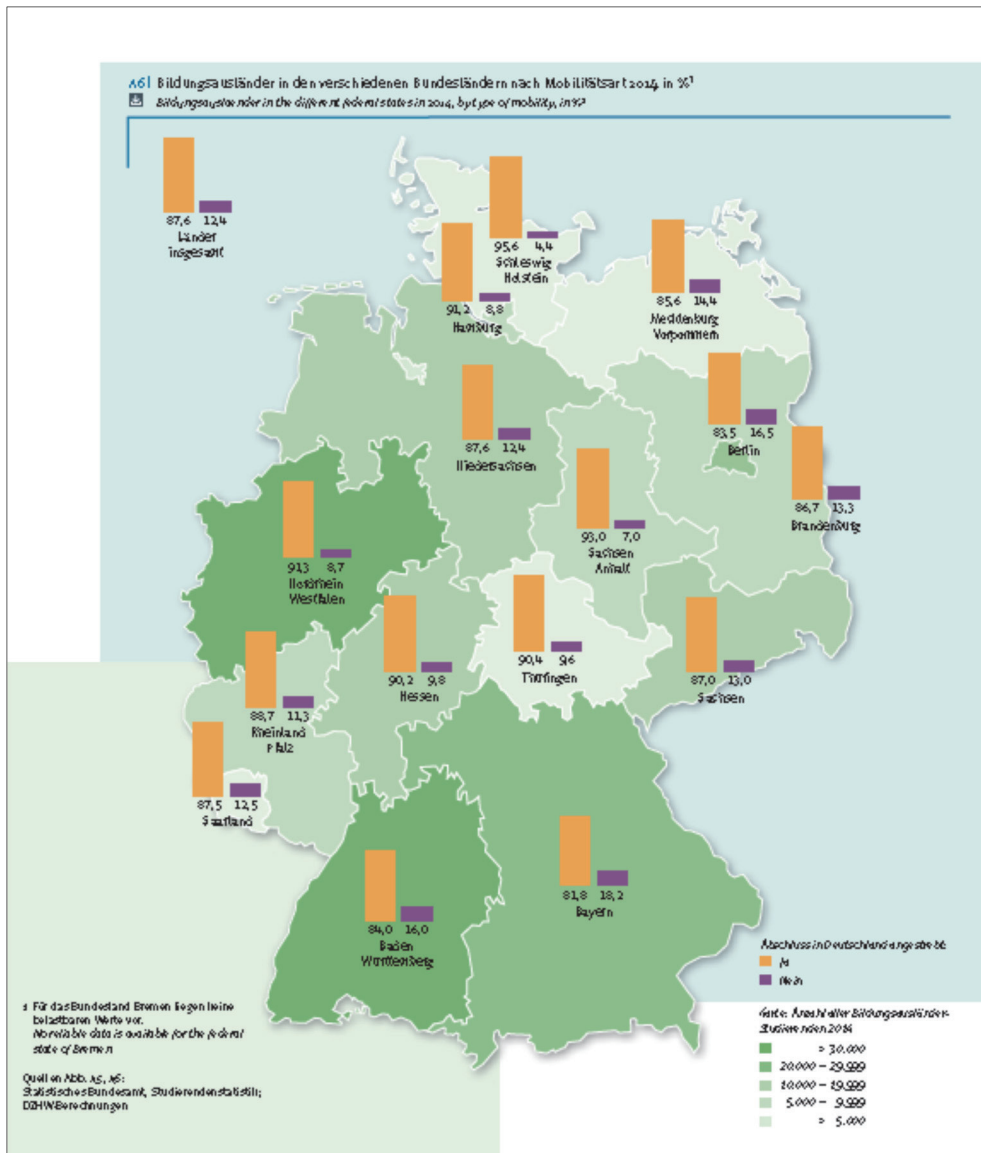 A6| Bildungsausländer in den verschiedenen Bundesländern nach Mobilitätsart 2014 in %¹
Bildungsauslaender in the different federal states in 2014, by type of mobility, in %¹
87,6 12,4
Länder
insgesamt
95,6 4,4
Schleswig
Holstein
91,2 8,8
Hamburg
85,6 14,4
Mecklenburg
Vorpommern
83,5 16,5
Berlin
87,6 12,4
Niedersachsen
86,7 13,3
Brandenburg
93,0 7,0
Sachsen
Anhalt
91,3 8,7
Nordrhein
Westfalen
90,4 9,6
Thüringen
90,2 9,8
Hessen
87,0 13,0
Sachsen
88,7 11,3
Rheinland
Pfalz
87,5 12,5
Saarland
81,8 18,2
Bayern
84,0 16,0
Baden
Württemberg
Abschluss in Deutschland angestrebt:
Ja
Nein
1 Für das Bundesland Bremen liegen keine
belastbaren Werte vor.
No reliable data is available for the federal
state of Bremen
Quellen Abb. A5, A6:
Statistisches Bundesamt, Studierendenstatistik;
DZHW-Berechnungen
Karte: Anzahl aller Bildungsausländer-
Studierenden 2014
> 30.000
20.000 – 29.999
10.000 – 19.999
5.000 – 9.999
> 5.000